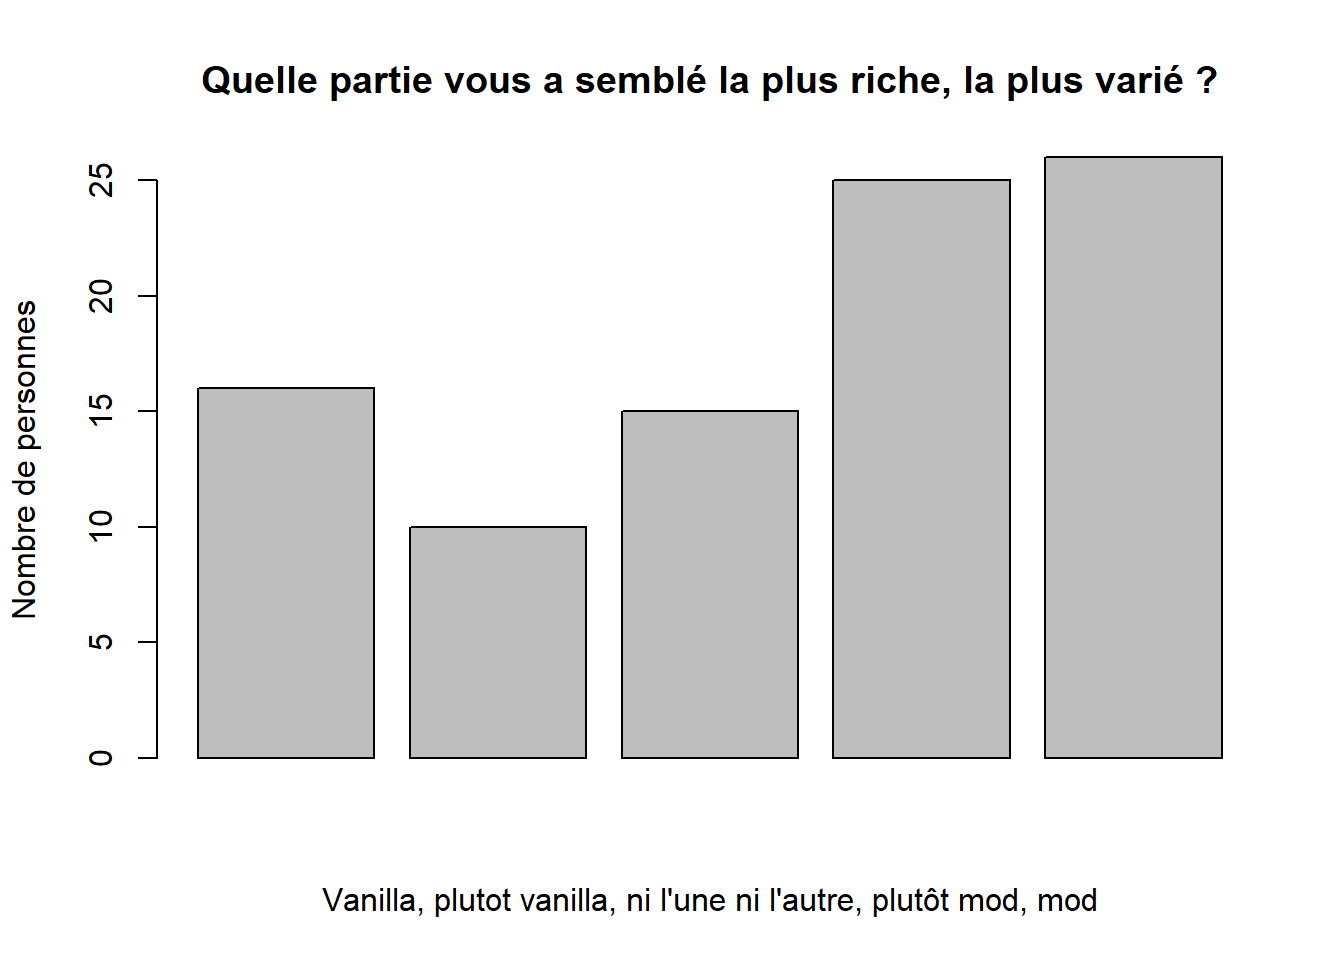 Quelle partie vous a semblé la plus riche, la plus varié ?
Nombre de personnes
25
20
15
10
5
0
Vanilla, plutot vanilla, ni l'une ni l'autre, plutôt mod, mod